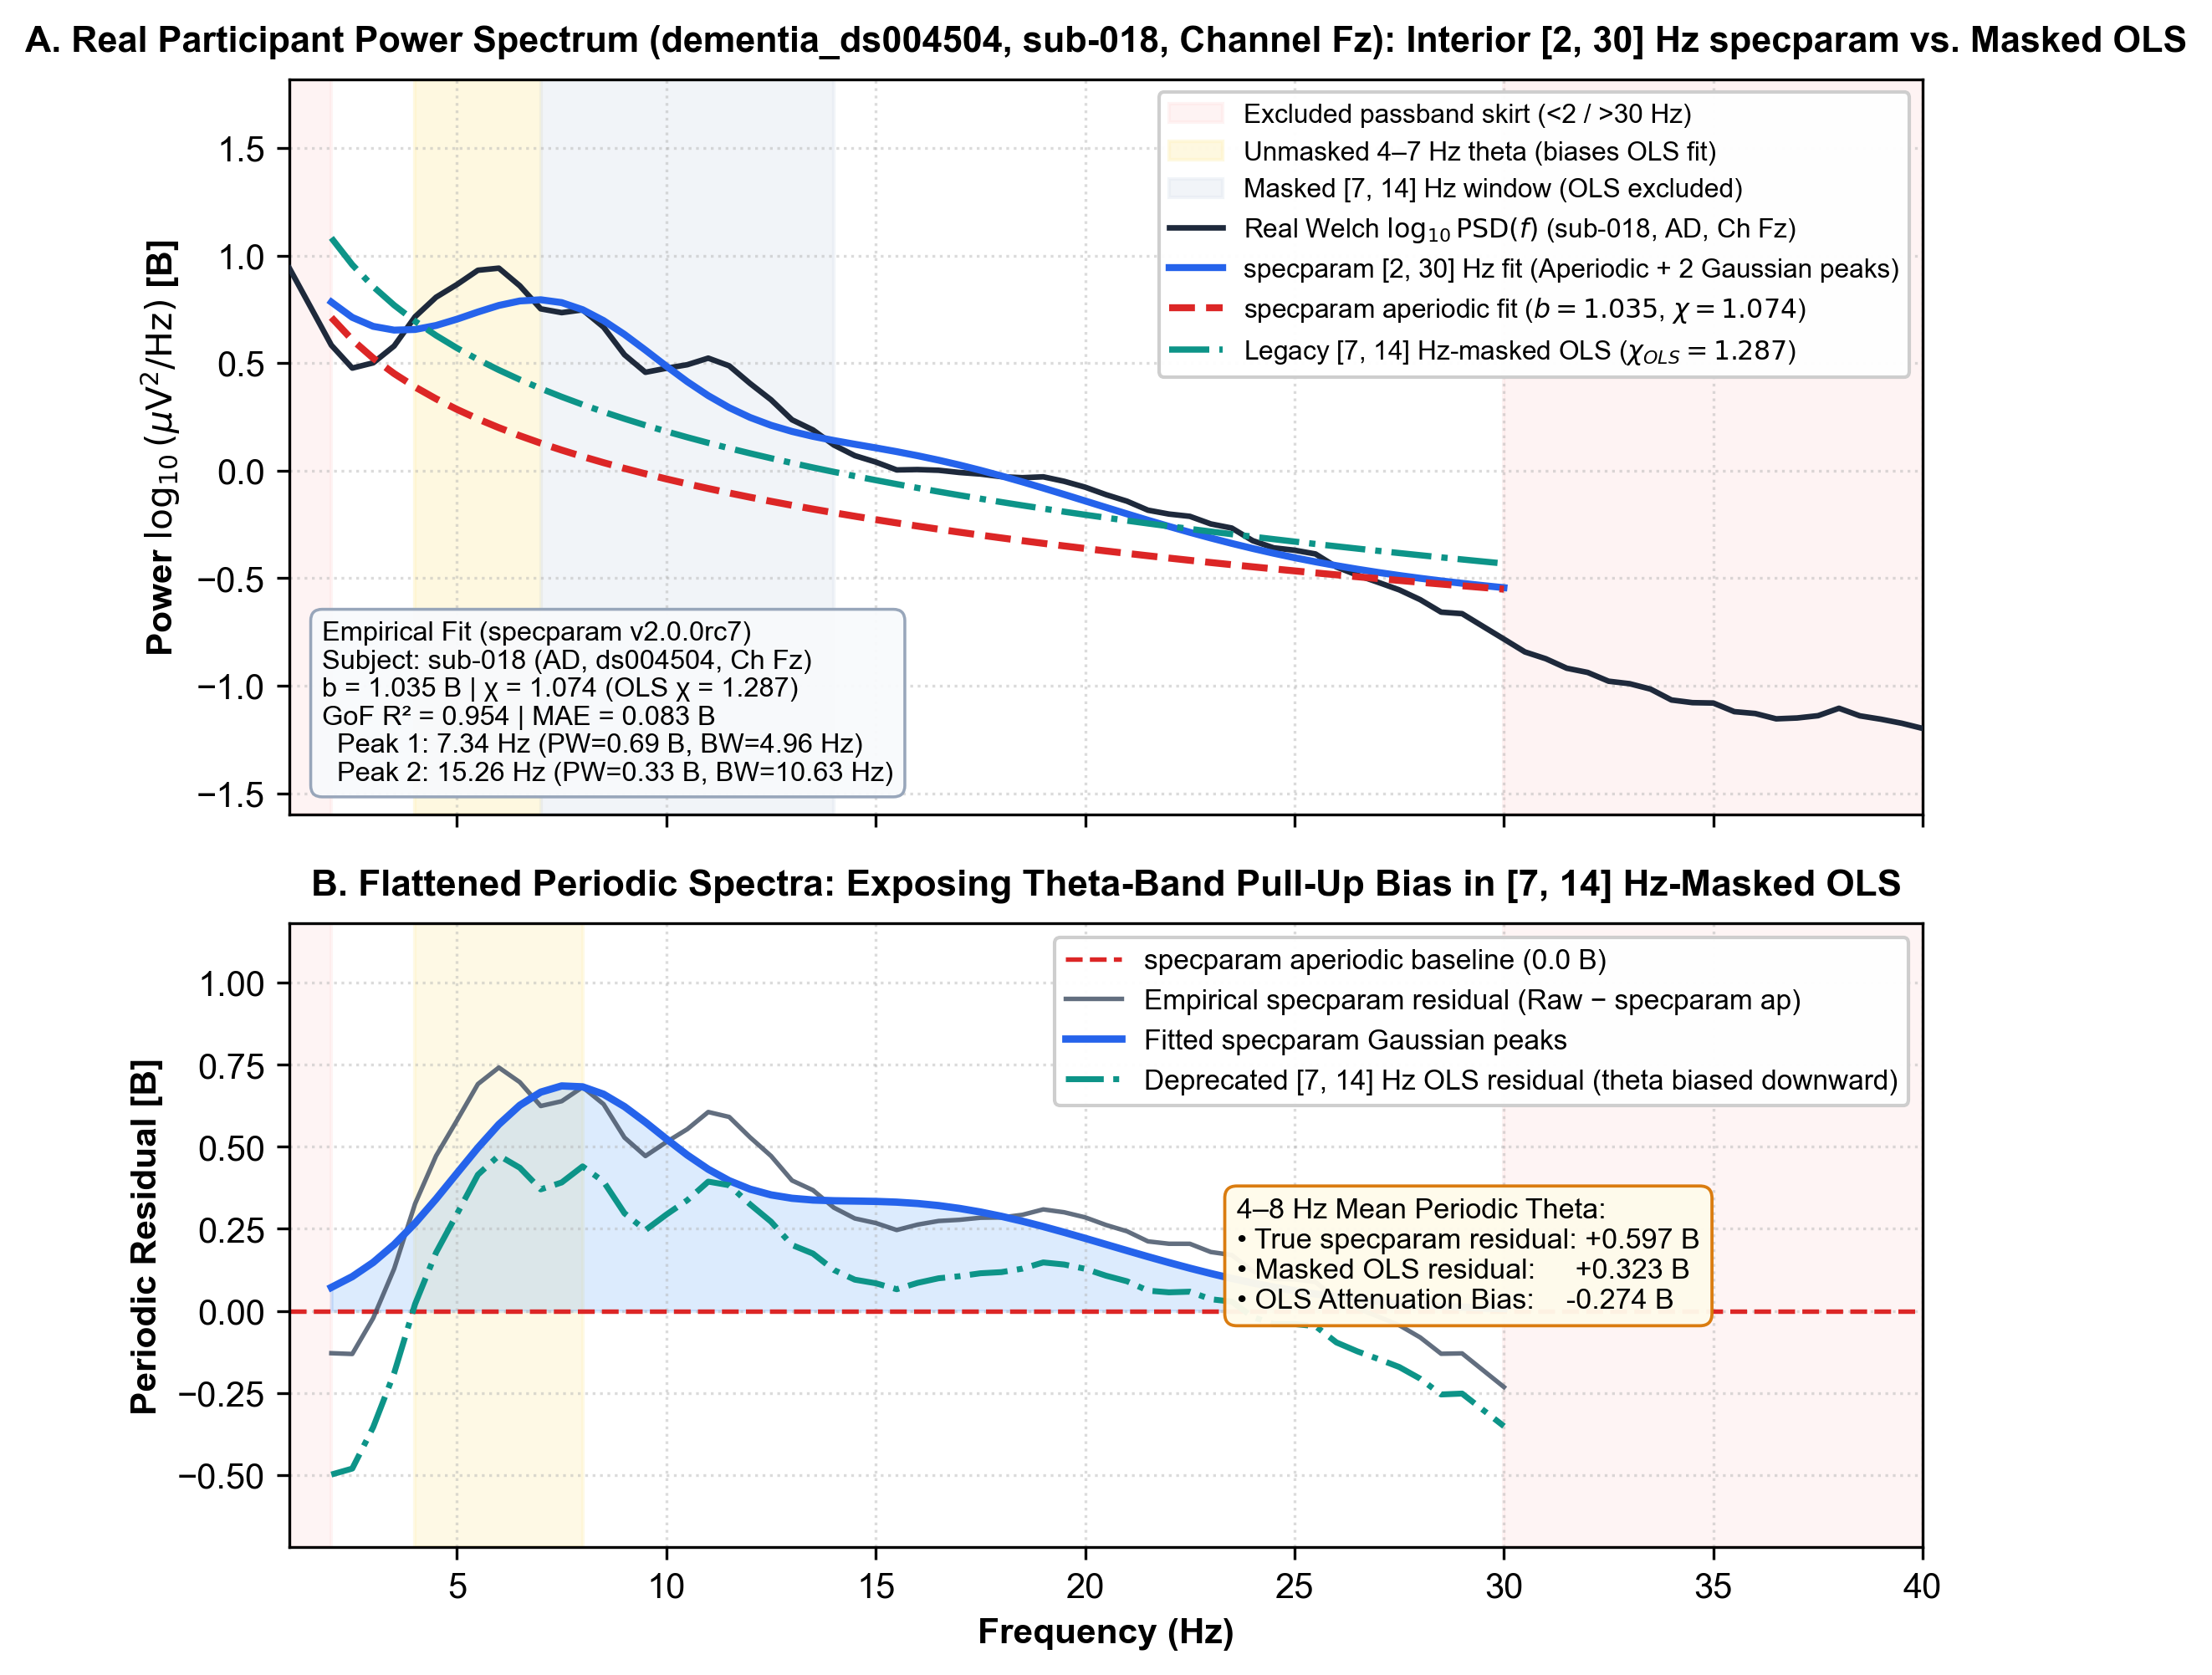 A. Real Participant Power Spectrum (dementia_ds004504, sub-018, Channel Fz): Interior [2, 30] Hz specparam vs. Masked OLS
Power log₁₀ (μV²/Hz) [B]
1.5
1.0
0.5
0.0
−0.5
−1.0
−1.5
Excluded passband skirt (<2 / >30 Hz)
Unmasked 4–7 Hz theta (biases OLS fit)
Masked [7, 14] Hz window (OLS excluded)
Real Welch log₁₀ PSD(f) (sub-018, AD, Ch Fz)
specparam [2, 30] Hz fit (Aperiodic + 2 Gaussian peaks)
specparam aperiodic fit (b = 1.035, χ = 1.074)
Legacy [7, 14] Hz-masked OLS (χ_OLS = 1.287)
Empirical Fit (specparam v2.0.0rc7)
Subject: sub-018 (AD, ds004504, Ch Fz)
b = 1.035 B | χ = 1.074 (OLS χ = 1.287)
GoF R² = 0.954 | MAE = 0.083 B
Peak 1: 7.34 Hz (PW=0.69 B, BW=4.96 Hz)
Peak 2: 15.26 Hz (PW=0.33 B, BW=10.63 Hz)
B. Flattened Periodic Spectra: Exposing Theta-Band Pull-Up Bias in [7, 14] Hz-Masked OLS
Periodic Residual [B]
1.00
0.75
0.50
0.25
0.00
−0.25
−0.50
specparam aperiodic baseline (0.0 B)
Empirical specparam residual (Raw − specparam ap)
Fitted specparam Gaussian peaks
Deprecated [7, 14] Hz OLS residual (theta biased downward)
4–8 Hz Mean Periodic Theta:
• True specparam residual: +0.597 B
• Masked OLS residual: +0.323 B
• OLS Attenuation Bias: -0.274 B
5 10 15 20 25 30 35 40
Frequency (Hz)